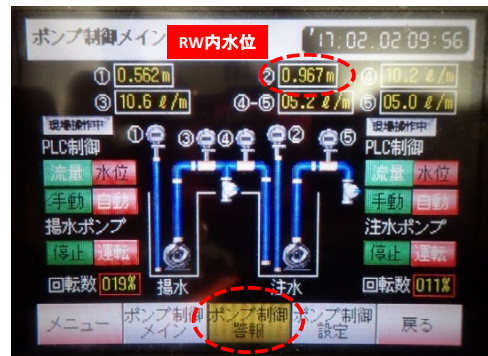 ポンプ制御メイン
RW内水位
'17.02.02 09:56
① 0.562m ② 0.967m ④ 10.2 ℓ/m
③ 10.6 ℓ/m ④-⑤ 05.2 ℓ/m ⑤ 05.0 ℓ/m
現場操作中 ① ③ ④ ② ⑤ 現場操作中
PLC制御 PLC制御
流量 水位 流量 水位
手動 自動 手動 自動
揚水ポンプ 注水ポンプ
停止 運転 停止 運転
回転数 019% 揚水 注水 回転数 011%
メニュー ポンプ制御メイン ポンプ制御警報 ポンプ制御設定 戻る